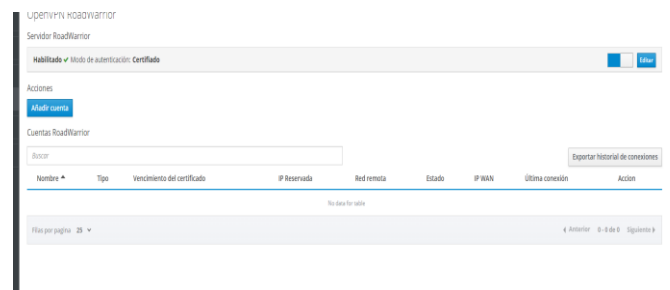 OpenVPN RoadWarrior
Servidor RoadWarrior
Habilitado ✔ Modo de autenticación: Certifiado
Editar
Acciones
Añadir cuenta
Cuentas RoadWarrior
Buscar
Exportar historial de conexiones
Nombre Tipo Vencimiento del certificado IP Reservada Red remota Estado IP WAN Última conexión Accion
No data for table
Filas por pagina 25
Anterior 0 - 0 de 0 Siguiente